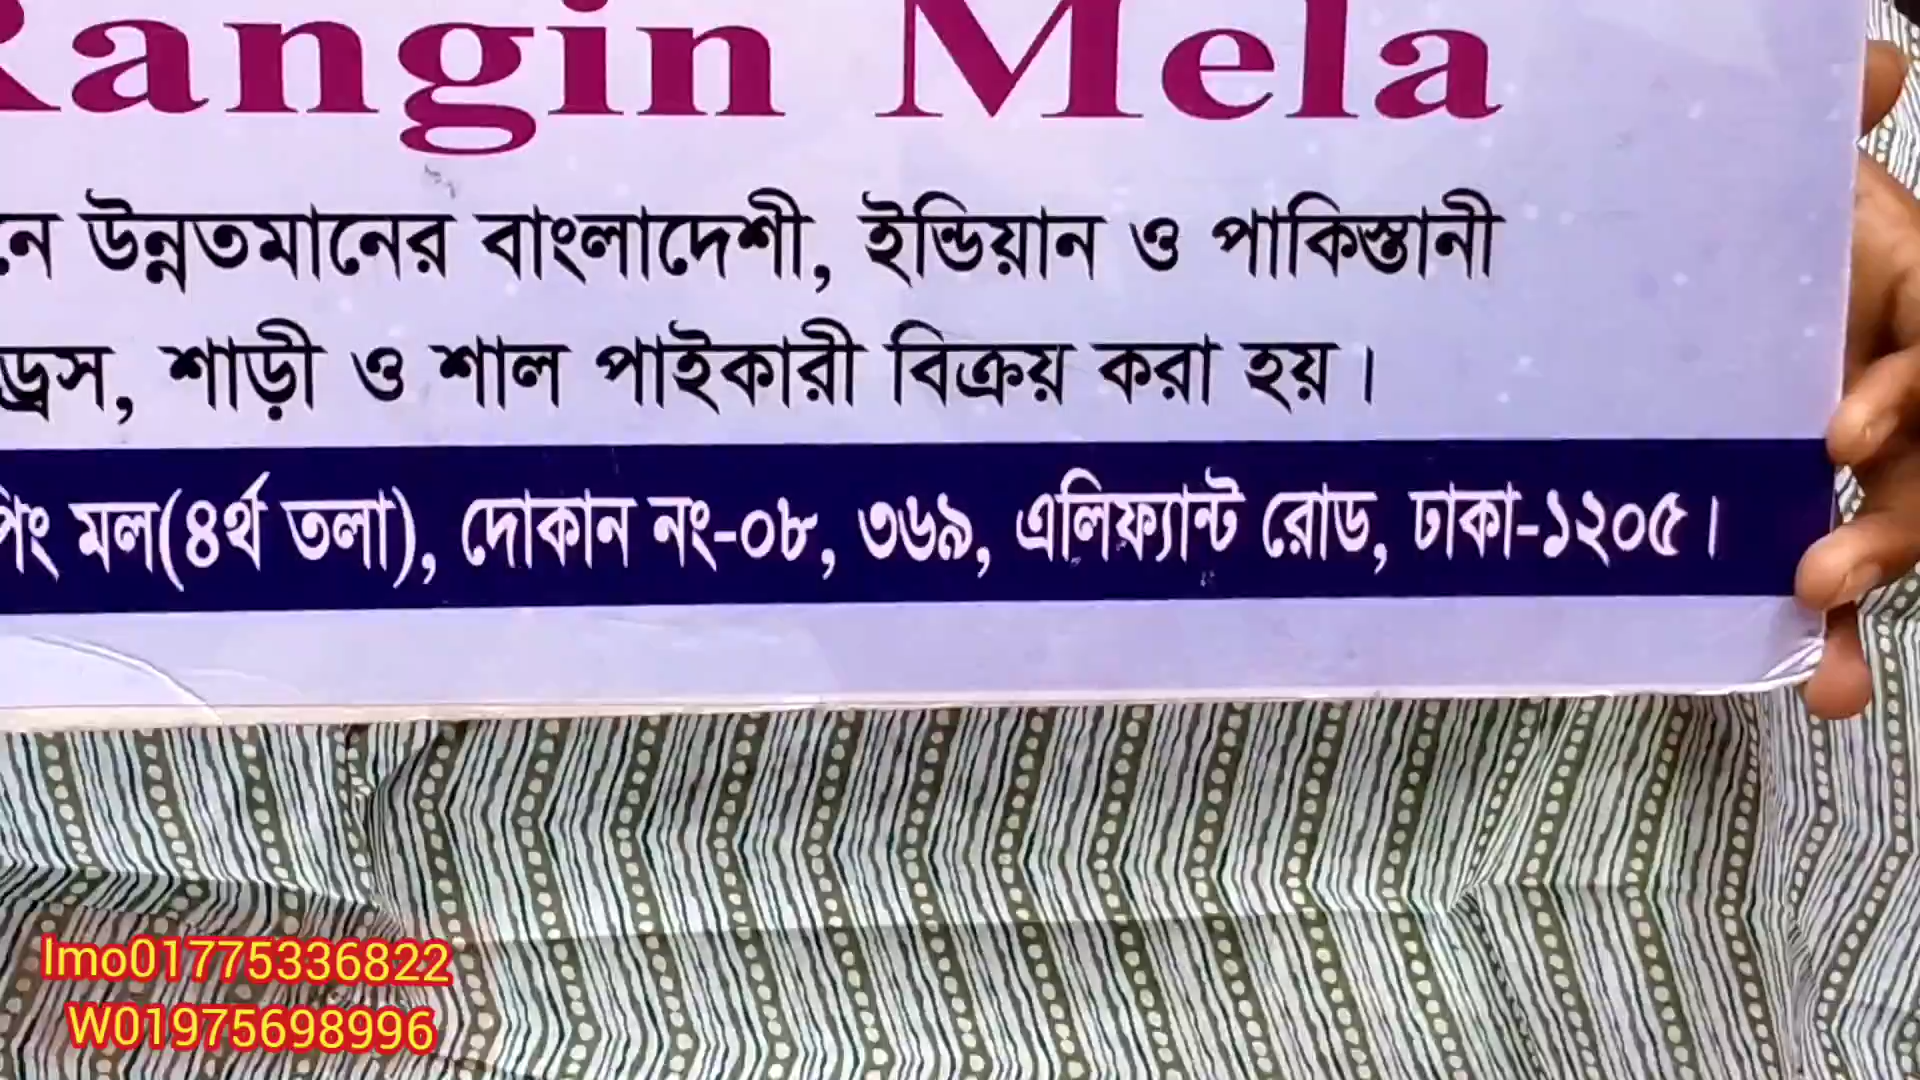 Rangin Mela
উন্নতমানের বাংলাদেশী, ইন্ডিয়ান ও পাকিস্তানী
শাড়ী ও শাল পাইকারী বিক্রয় করা হয়।
মল(৪র্থ তলা), দোকান নং-০৮, ৩৬৯, এলিফ্যান্ট রোড, ঢাকা-১২০৫।
Imo01775336822
W01975698996